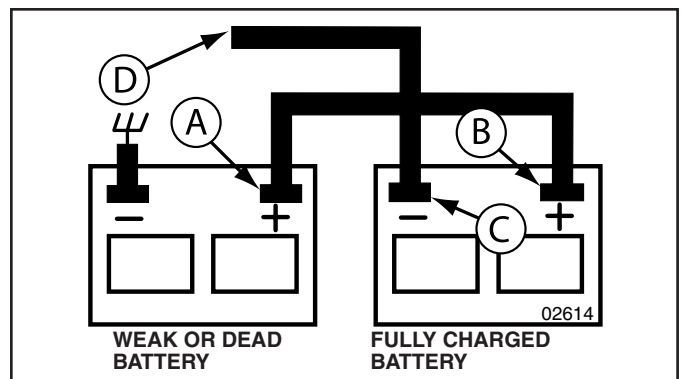 D
A
B
C
− +
− +
02614
WEAK OR DEAD
BATTERY
FULLY CHARGED
BATTERY